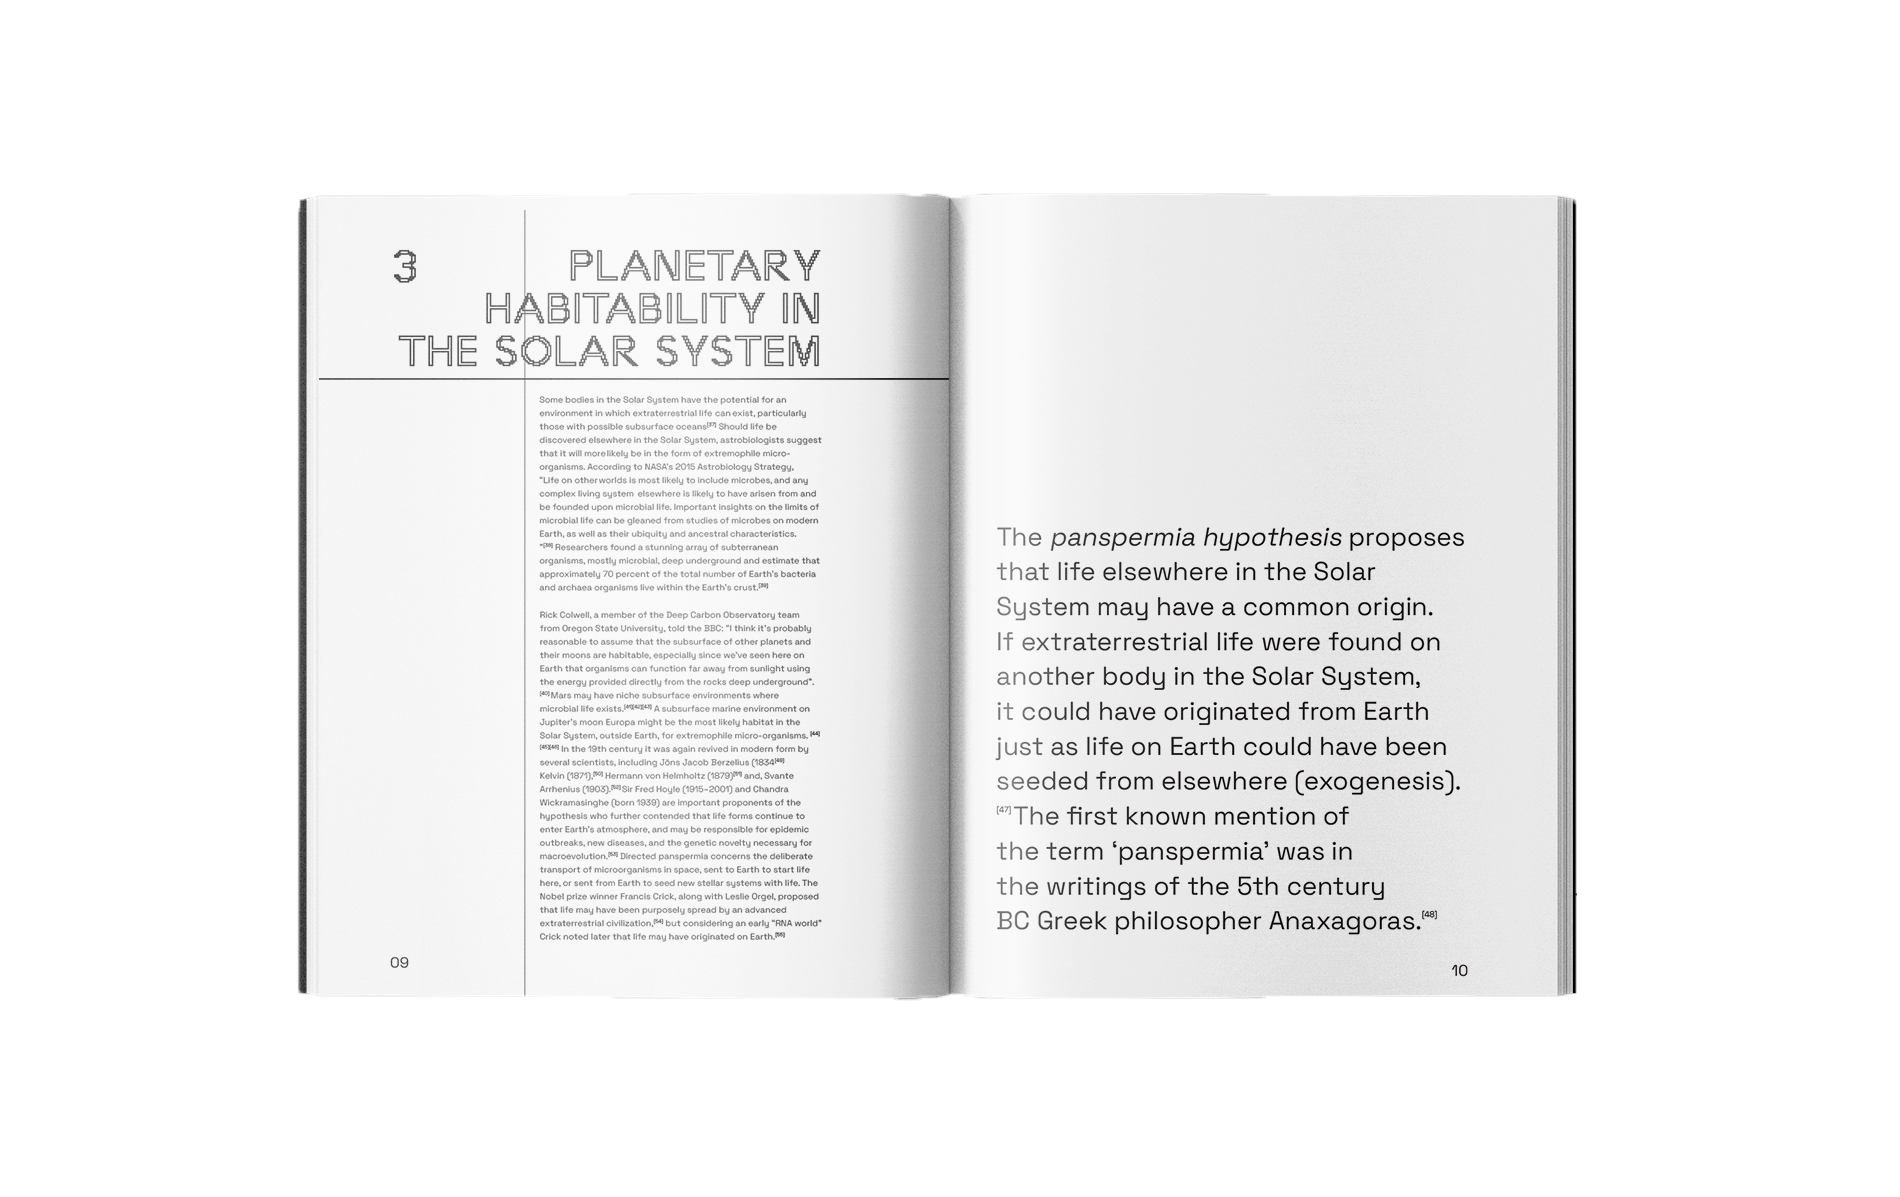 3
PLANETARY
HABITABILITY IN
THE SOLAR SYSTEM
Some bodies in the Solar System have the potential for an
environment in which extraterrestrial life can exist, particularly
those with possible subsurface oceans[37] Should life be
discovered elsewhere in the Solar System, astrobiologists suggest
that it will more likely be in the form of extremophile micro-
organisms. According to NASA's 2015 Astrobiology Strategy,
"Life on other worlds is most likely to include microbes, and any
complex living system elsewhere is likely to have arisen from and
be founded upon microbial life. Important insights on the limits of
microbial life can be gleaned from studies of microbes on modern
Earth, as well as their ubiquity and ancestral characteristics.
"[38] Researchers found a stunning array of subterranean
organisms, mostly microbial, deep underground and estimate that
approximately 70 percent of the total number of Earth's bacteria
and archaea organisms live within the Earth's crust.[39]
Rick Colwell, a member of the Deep Carbon Observatory team
from Oregon State University, told the BBC: "I think it's probably
reasonable to assume that the subsurface of other planets and
their moons are habitable, especially since we've seen here on
Earth that organisms can function far away from sunlight using
the energy provided directly from the rocks deep underground".
[40] Mars may have niche subsurface environments where
microbial life exists.[41][42][43] A subsurface marine environment on
Jupiter's moon Europa might be the most likely habitat in the
Solar System, outside Earth, for extremophile micro-organisms. [44]
[45][46] In the 19th century it was again revived in modern form by
several scientists, including Jöns Jacob Berzelius (1834[49]
Kelvin (1871),[50] Hermann von Helmholtz (1879)[51] and, Svante
Arrhenius (1903).[52] Sir Fred Hoyle (1915–2001) and Chandra
Wickramasinghe (born 1939) are important proponents of the
hypothesis who further contended that life forms continue to
enter Earth's atmosphere, and may be responsible for epidemic
outbreaks, new diseases, and the genetic novelty necessary for
macroevolution.[53] Directed panspermia concerns the deliberate
transport of microorganisms in space, sent to Earth to start life
here, or sent from Earth to seed new stellar systems with life. The
Nobel prize winner Francis Crick, along with Leslie Orgel, proposed
that life may have been purposely spread by an advanced
extraterrestrial civilization,[54] but considering an early "RNA world"
Crick noted later that life may have originated on Earth.[55]
09
The panspermia hypothesis proposes
that life elsewhere in the Solar
System may have a common origin.
If extraterrestrial life were found on
another body in the Solar System,
it could have originated from Earth
just as life on Earth could have been
seeded from elsewhere (exogenesis).
[47] The first known mention of
the term ‘panspermia’ was in
the writings of the 5th century
BC Greek philosopher Anaxagoras.[48]
10